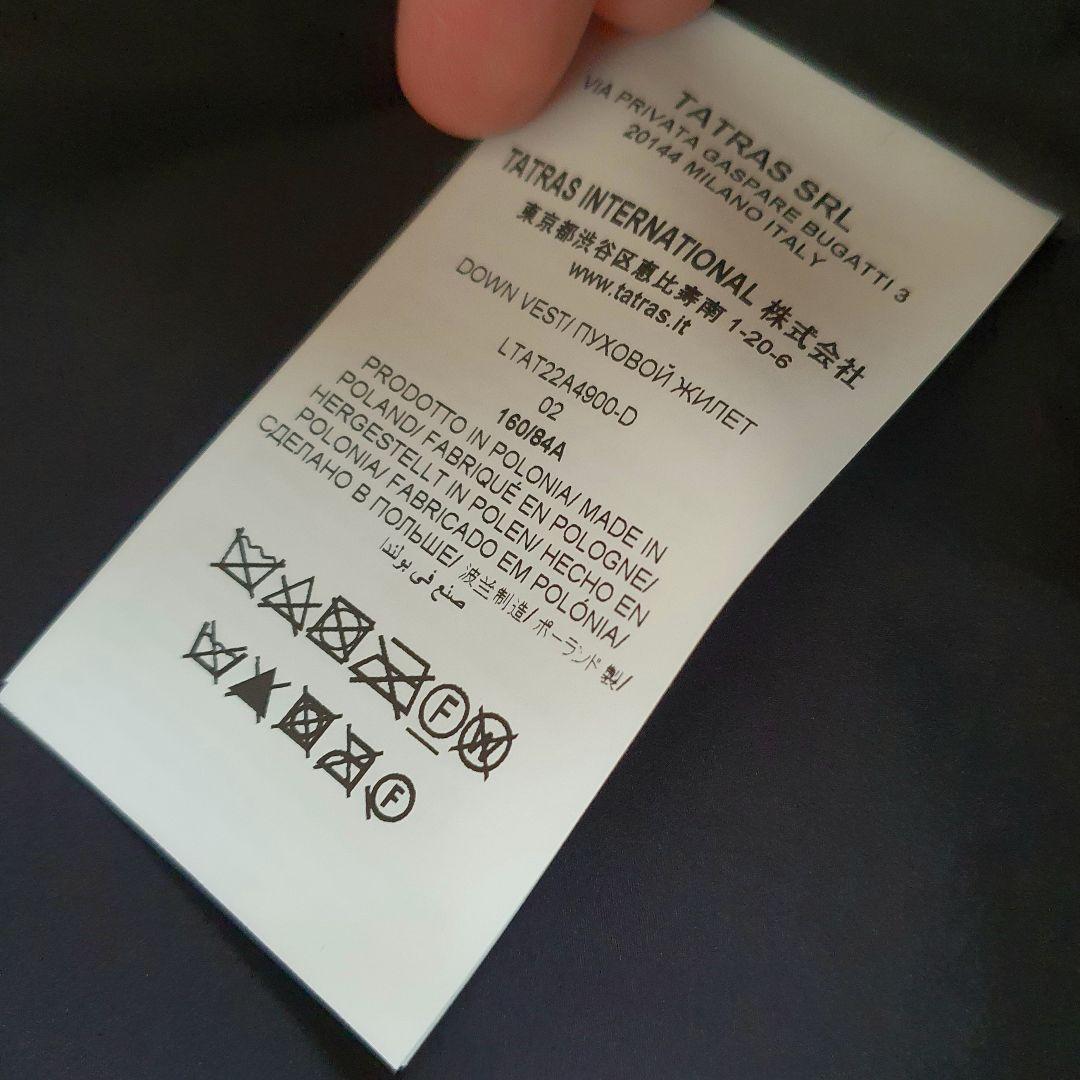 TATRAS SRL
VIA PRIVATA GASPARE BUGATTI 3
20144 MILANO ITALY
TATRAS INTERNATIONAL 株式会社
東京都渋谷区恵比寿南 1-20-6
www.tatras.it
DOWN VEST/ ПУХОВОЙ ЖИЛЕТ
LTAT22A4900-D
02
160/84A
PRODOTTO IN POLONIA/ MADE IN
POLAND/ FABRIQUÉ EN POLOGNE/
HERGESTELLT IN POLEN/ HECHO EN
POLONIA/ FABRICADO EM POLÓNIA/
СДЕЛАНО В ПОЛЬШЕ/ 波兰制造/ ポーランド製/
صنع في بولندا
F W
F